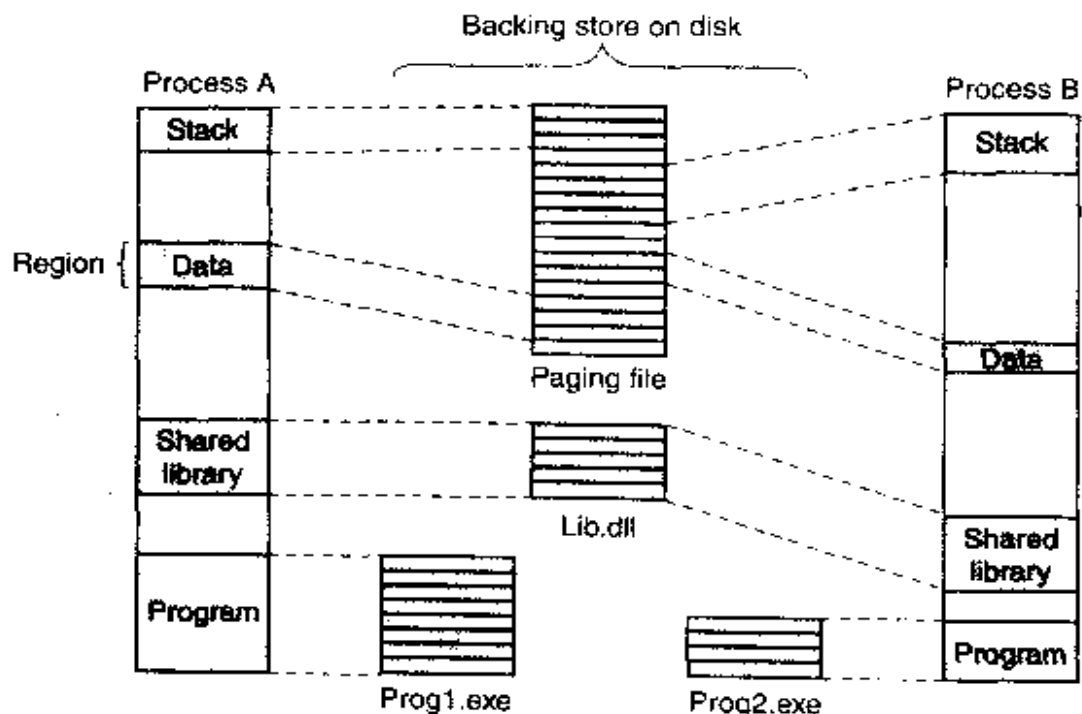 Backing store on disk
Process A
Process B
Stack
Stack
Region
Data
Data
Paging file
Shared
library
Lib.dll
Shared
library
Program
Program
Prog1.exe
Prog2.exe